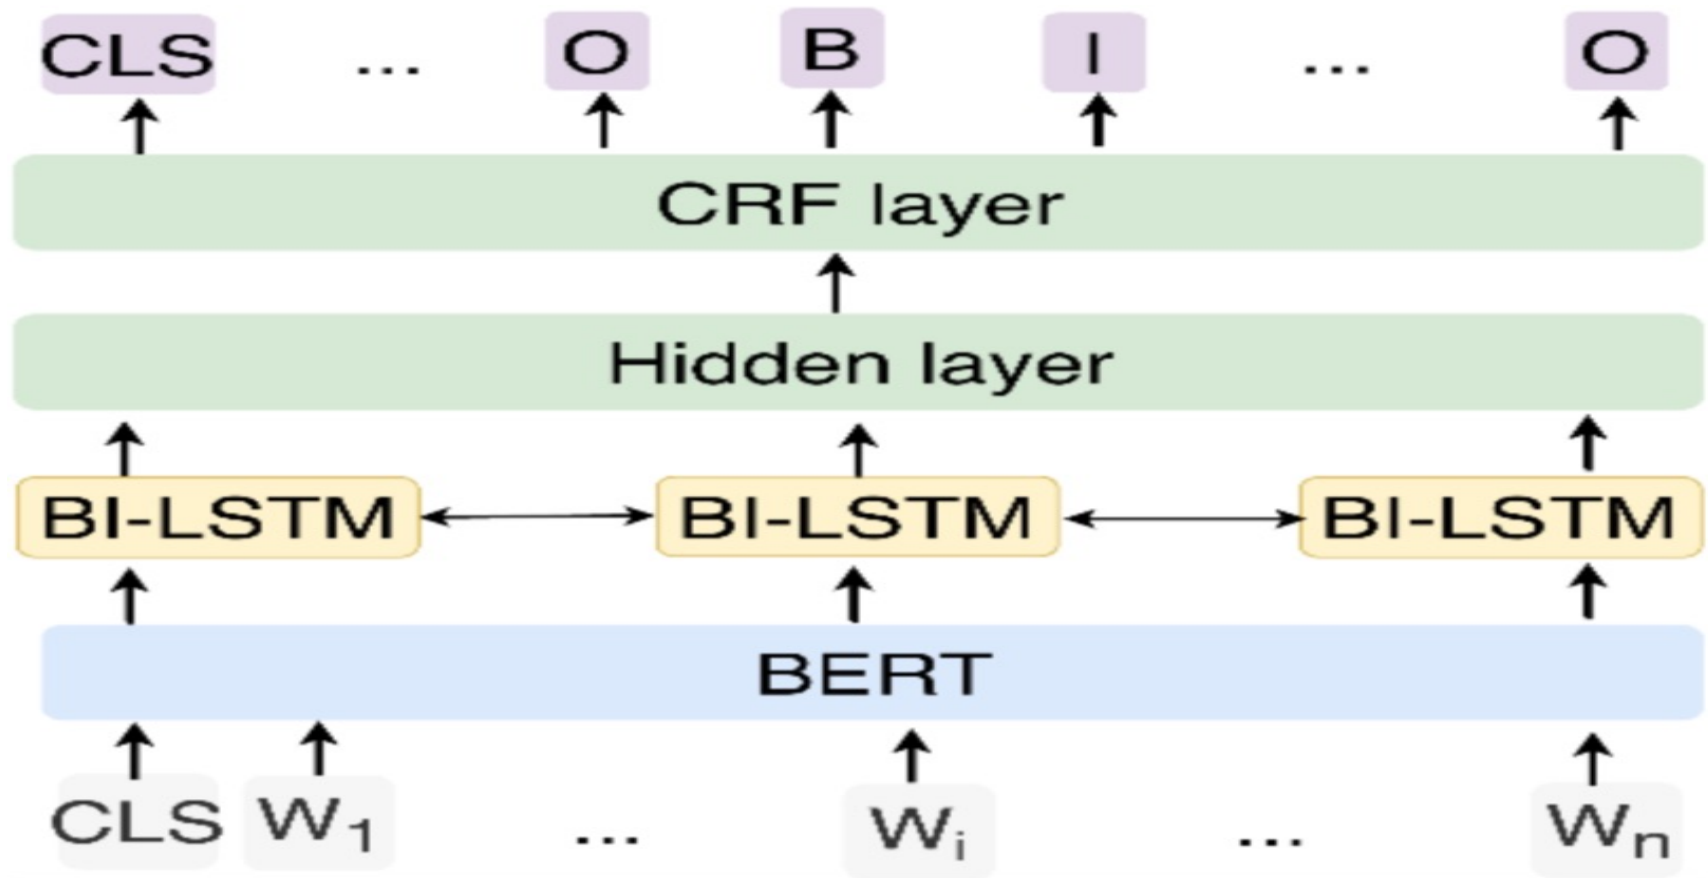 CLS ... O B I ... O
CRF layer
Hidden layer
BI-LSTM BI-LSTM BI-LSTM
BERT
CLS W₁ ... Wᵢ ... Wₙ